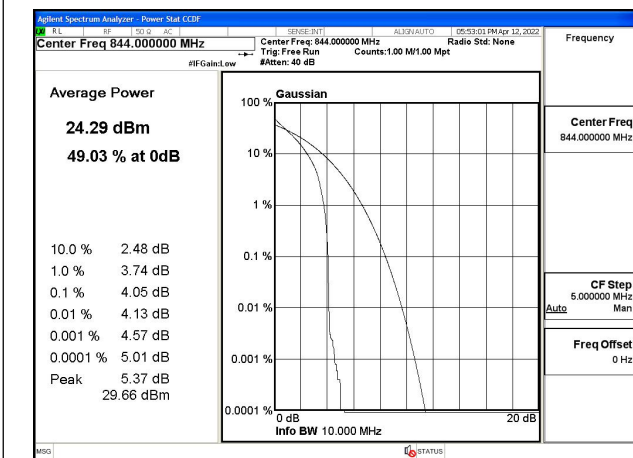 Agilent Spectrum Analyzer - Power Stat CCDF
LXI RL RF 50 Ω AC SENSE:INT ALIGNAUTO 05:53:01 PM Apr 12, 2022
Center Freq 844.000000 MHz
Center Freq: 844.000000 MHz Radio Std: None
Trig: Free Run Counts:1.00 M/1.00 Mpt
#IFGain:Low #Atten: 40 dB
Frequency
Average Power
24.29 dBm
49.03 % at 0dB
10.0 % 2.48 dB
1.0 % 3.74 dB
0.1 % 4.05 dB
0.01 % 4.13 dB
0.001 % 4.57 dB
0.0001 % 5.01 dB
Peak 5.37 dB
29.66 dBm
Gaussian
100 %
10 %
1 %
0.1 %
0.01 %
0.001 %
0.0001 %
0 dB 20 dB
Info BW 10.000 MHz
Center Freq
844.000000 MHz
CF Step
5.000000 MHz
Auto Man
Freq Offset
0 Hz
MSG STATUS